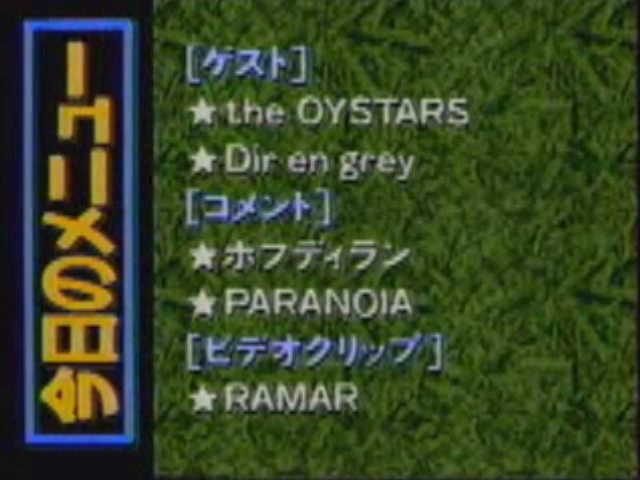 今日のメニュー
[ゲスト]
★the OYSTARS
★Dir en grey
[コメント]
★ホフディラン
★PARANOIA
[ビデオクリップ]
★RAMAR